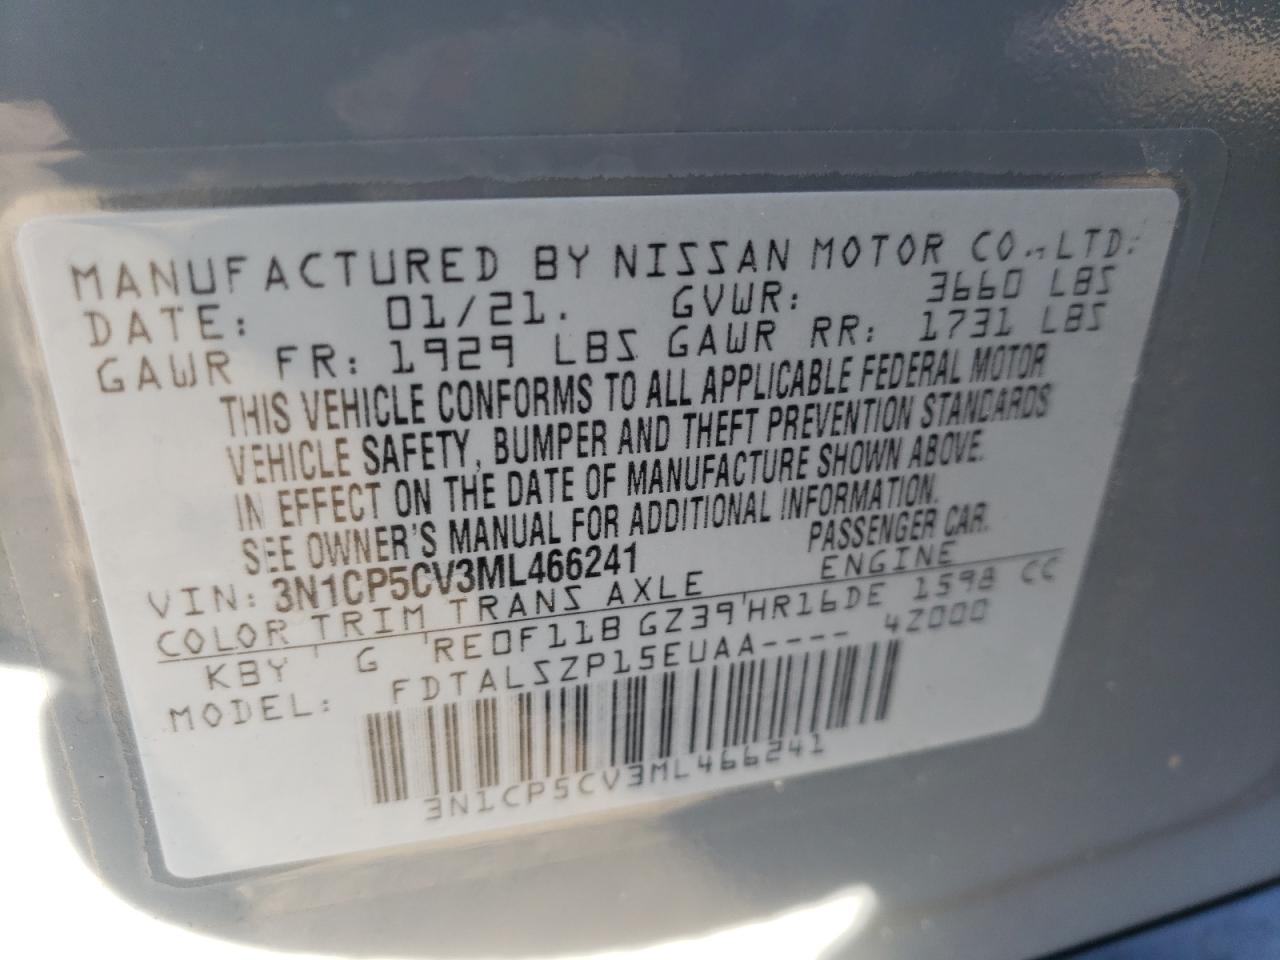 MANUFACTURED BY NISSAN MOTOR CO., LTD.
DATE: 01/21. GVWR: 3660 LBS
GAWR FR: 1929 LBS GAWR RR: 1731 LBS
THIS VEHICLE CONFORMS TO ALL APPLICABLE FEDERAL MOTOR
VEHICLE SAFETY, BUMPER AND THEFT PREVENTION STANDARDS
IN EFFECT ON THE DATE OF MANUFACTURE SHOWN ABOVE.
SEE OWNER'S MANUAL FOR ADDITIONAL INFORMATION.
VIN: 3N1CP5CV3ML466241 PASSENGER CAR.
COLOR TRIM TRANS AXLE ENGINE
KBY G RE0F11B GZ39 HR16DE 1598 CC
MODEL: FDTALSZP15EUAA---- 4Z000
3N1CP5CV3ML466241